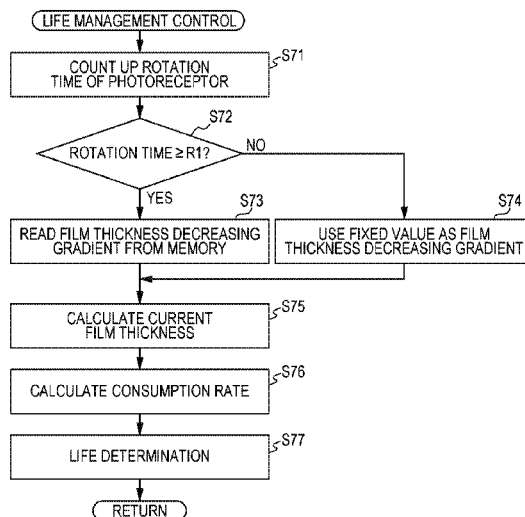 LIFE MANAGEMENT CONTROL
S71
COUNT UP ROTATION
TIME OF PHOTORECEPTOR
S72
ROTATION TIME ≥ R1?
NO
YES
S73
READ FILM THICKNESS DECREASING
GRADIENT FROM MEMORY
S74
USE FIXED VALUE AS FILM
THICKNESS DECREASING GRADIENT
S75
CALCULATE CURRENT
FILM THICKNESS
S76
CALCULATE CONSUMPTION RATE
S77
LIFE DETERMINATION
RETURN